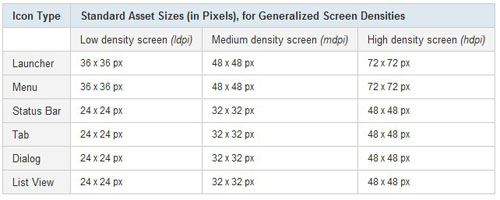 Icon Type Standard Asset Sizes (in Pixels), for Generalized Screen Densities
Low density screen (ldpi) Medium density screen (mdpi) High density screen (hdpi)
Launcher 36 x 36 px 48 x 48 px 72 x 72 px
Menu 36 x 36 px 48 x 48 px 72 x 72 px
Status Bar 24 x 24 px 32 x 32 px 48 x 48 px
Tab 24 x 24 px 32 x 32 px 48 x 48 px
Dialog 24 x 24 px 32 x 32 px 48 x 48 px
List View 24 x 24 px 32 x 32 px 48 x 48 px